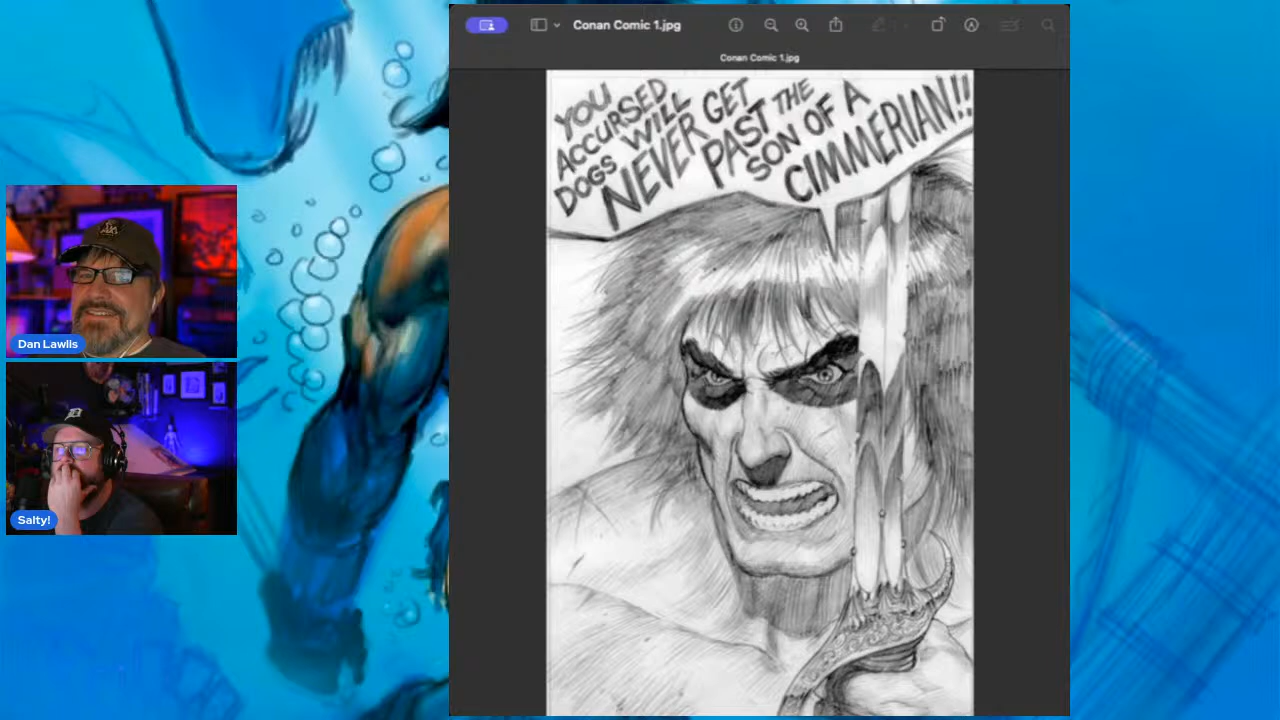 Conan Comic 1.jpg
Conan Comic 1.jpg
YOU
ACCURSED
DOGS WILL
NEVER GET
PAST THE
SON OF A
CIMMERIAN!!
Dan Lawlis
Salty!